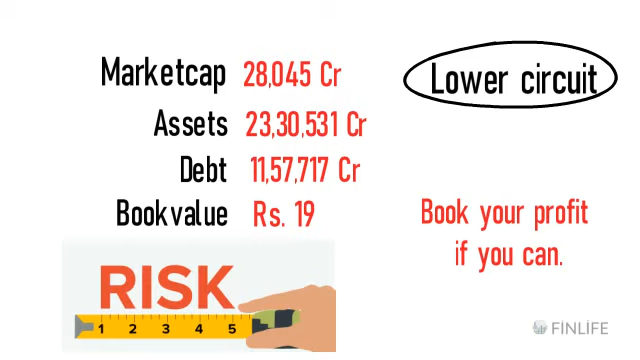 Marketcap 28,045 Cr
Lower circuit
Assets 23,30,531 Cr
Debt 11,57,717 Cr
Bookvalue Rs. 19
Book your profit
if you can.
RISK
1 2 3 4 5
FINLIFE